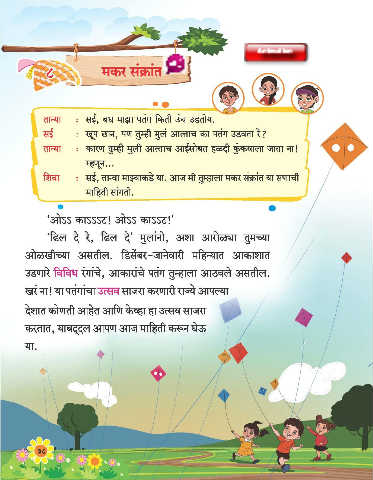 ८
मकर संक्रांत
तान्या : सई, बघ माझा पतंग किती उंच उडतोय.
सई : खूप छान, पण तुम्ही मुलं आत्ताच का पतंग उडवता रे?
तान्या : कारण तुम्ही मुली आत्ताच आईसोबत हळदी कुंकवाला जाता ना!
म्हणून...
शिवा : सई, तान्या माझ्याकडे या. आज मी तुम्हाला मकर संक्रांत या सणाची
माहिती सांगतो.
'ओऽऽ काऽऽऽट! ओऽऽ काऽऽट!'
'ढिल दे रे, ढिल दे' मुलांनो, अशा आरोळ्या तुमच्या
ओळखीच्या असतील. डिसेंबर-जानेवारी महिन्यात आकाशात
उडणारे विविध रंगांचे, आकारांचे पतंग तुम्हाला आठवले असतील.
खरं ना! या पतंगांचा उत्सव साजरा करणारी राज्ये आपल्या
देशात कोणती आहेत आणि केव्हा हा उत्सव साजरा
करतात, याबद्दल आपण आज माहिती करून घेऊ
या.